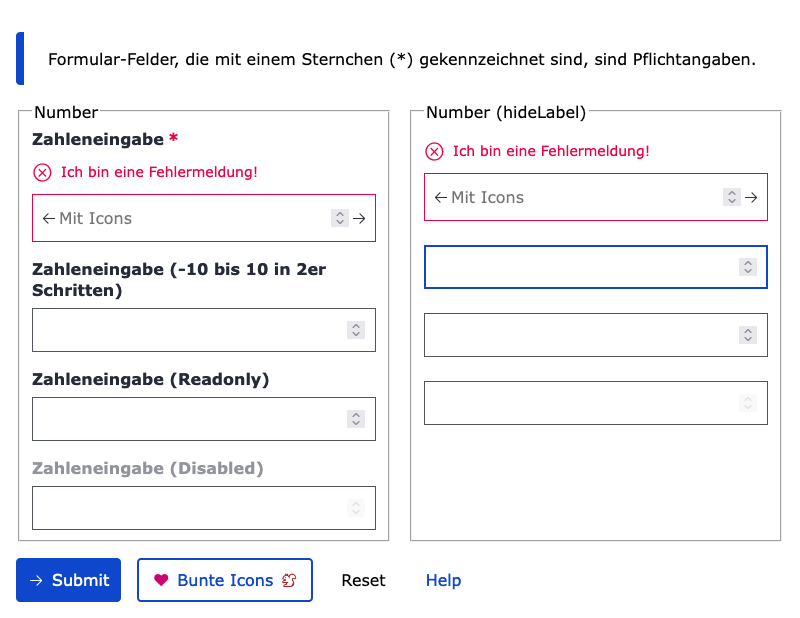 Formular-Felder, die mit einem Sternchen (*) gekennzeichnet sind, sind Pflichtangaben.
Number
Zahleneingabe *
Ich bin eine Fehlermeldung!
Mit Icons
Zahleneingabe (-10 bis 10 in 2er
Schritten)
Zahleneingabe (Readonly)
Zahleneingabe (Disabled)
Number (hideLabel)
Ich bin eine Fehlermeldung!
Mit Icons
Submit
Bunte Icons
Reset
Help